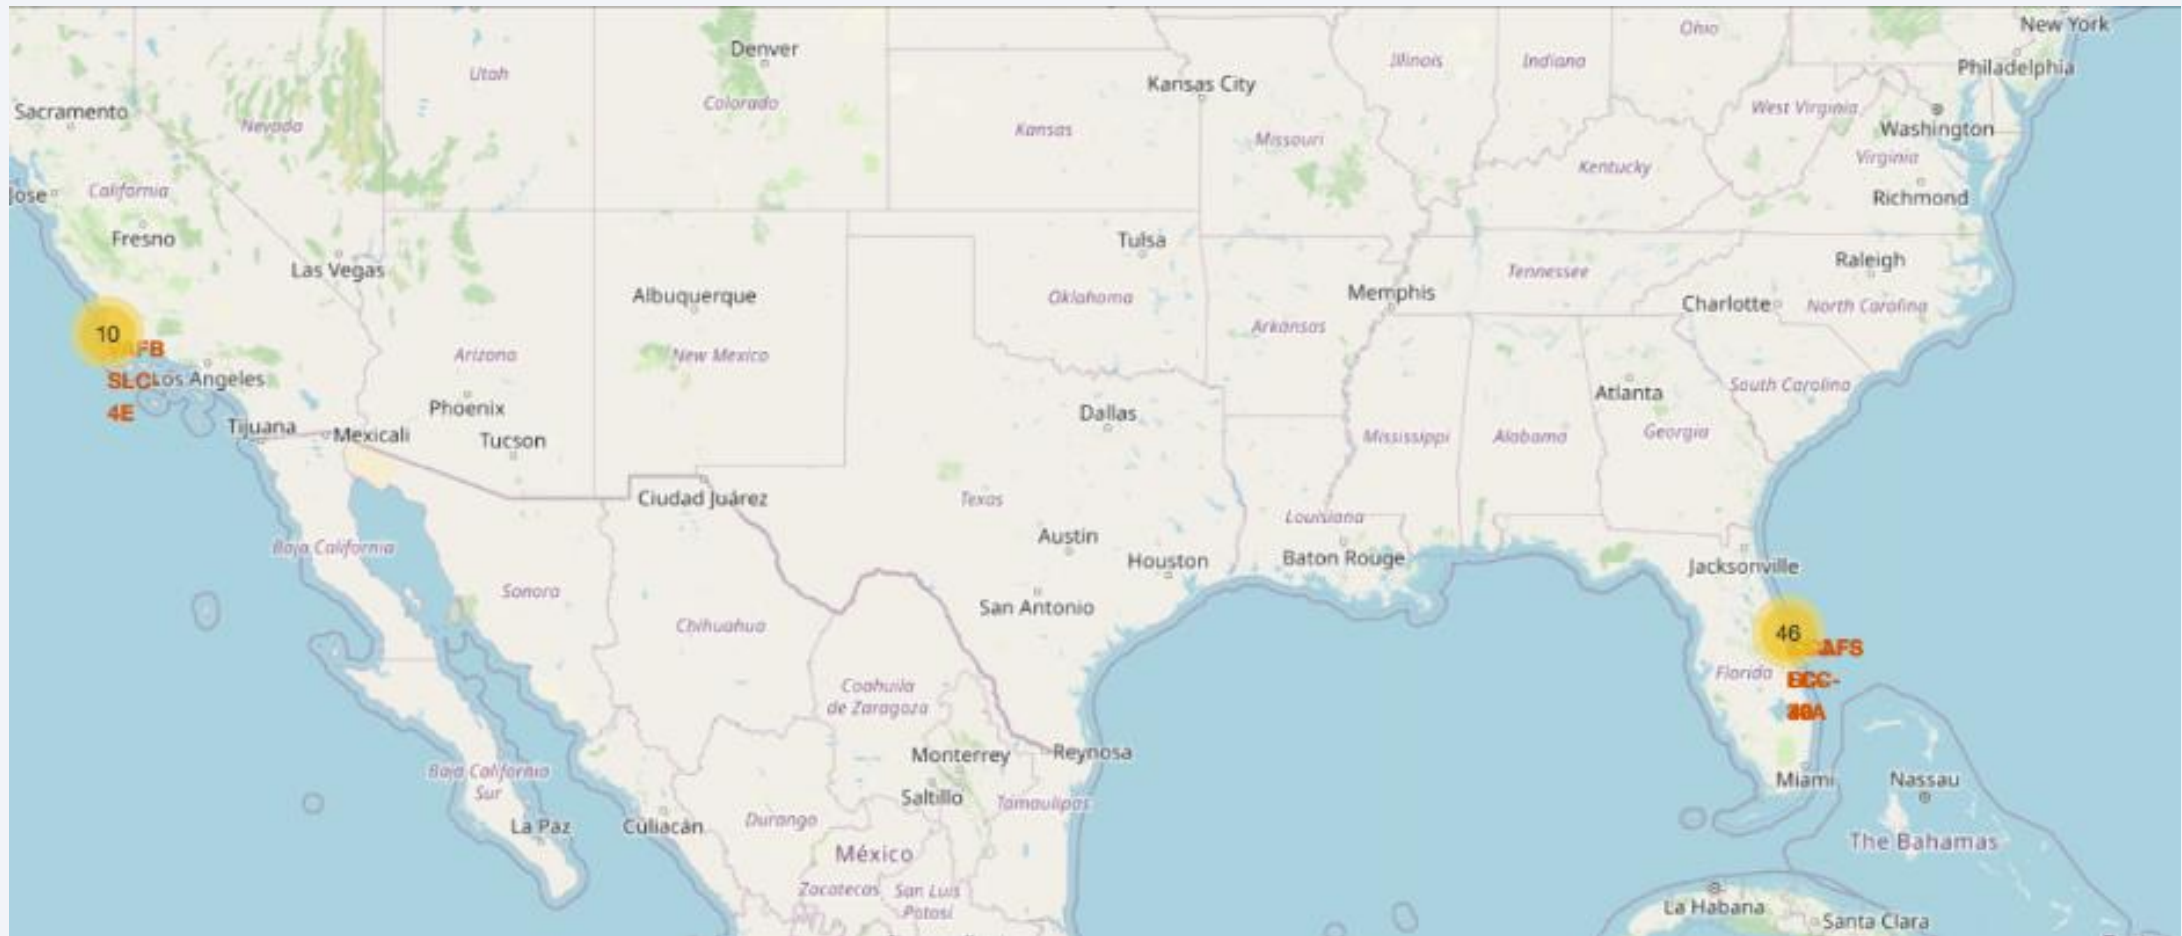 New York
Ohio
Denver
Illinois
Indiana
Philadelphia
Utah
Kansas City
Colorado
West Virginia
Sacramento
Nevada
Kansas
Missouri
Washington
Virginia
Kentucky
Jose
California
Richmond
Fresno
Tulsa
Las Vegas
Raleigh
Tennessee
Albuquerque
Oklahoma
Memphis
Charlotte
North Carolina
10
Arkansas
AFB
Arizona
New Mexico
SLC
Los Angeles
South Carolina
Atlanta
4E
Phoenix
Dallas
Tijuana
Mexicali
Tucson
Mississippi
Alabama
Georgia
Ciudad Juárez
Texas
Louisiana
Austin
Baja California
Houston
Baton Rouge
Jacksonville
Sonora
San Antonio
Chihuahua
46
AFS
Florida
Coahuila
de Zaragoza
Monterrey
Reynosa
Baja California
Sur
Miami
Nassau
Saltillo
Tamaulipas
La Paz
Culiacán
Durango
México
The Bahamas
Zacatecas
San Luis
Potosí
La Habana
Santa Clara